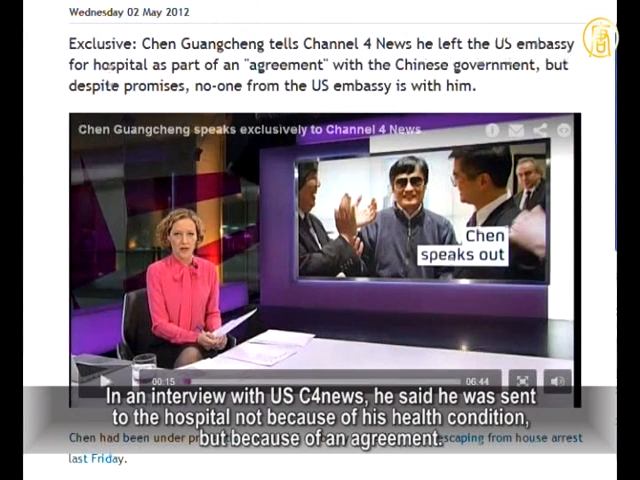 Wednesday 02 May 2012
Exclusive: Chen Guangcheng tells Channel 4 News he left the US embassy
for hospital as part of an "agreement" with the Chinese government, but
despite promises, no-one from the US embassy is with him.
Chen Guangcheng speaks exclusively to Channel 4 News
Chen
speaks out
00:15
06:44
In an interview with US C4news, he said he was sent
to the hospital not because of his health condition,
but because of an agreement.
Chen had been under escaping from house arrest
last Friday.